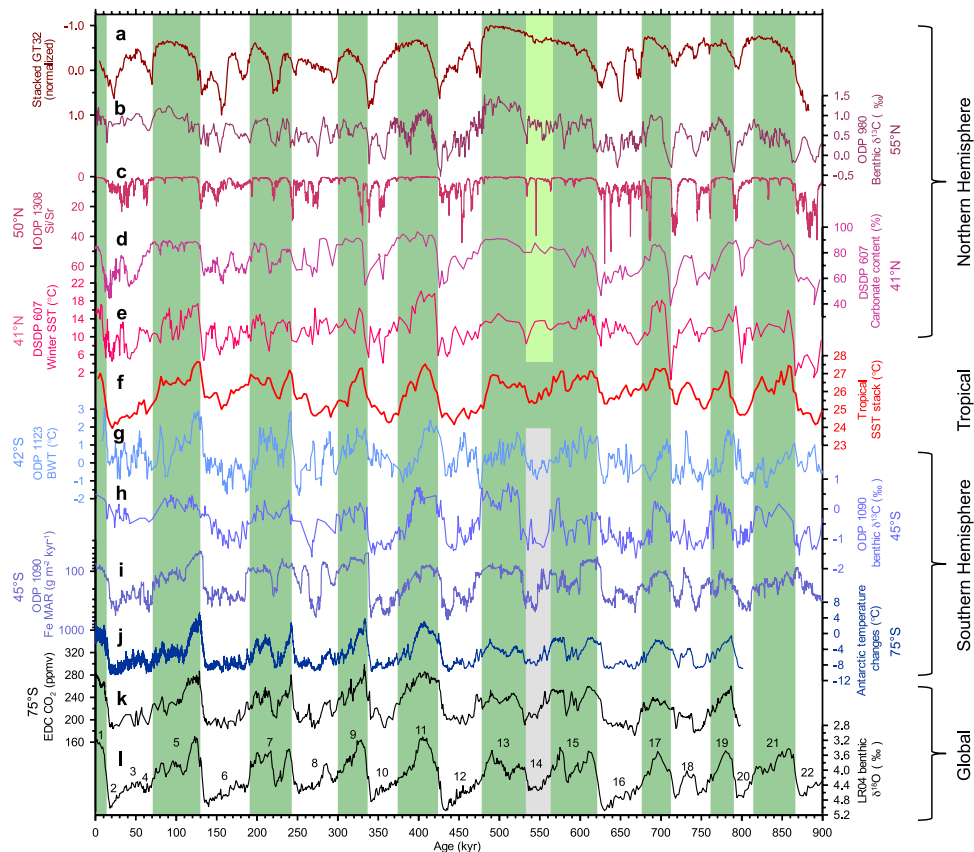 a
Stacked GT32
(normalized)
-1.0
0.0
1.0
b
1.5
1.0
0.5
0.0
-0.5
ODP 980
Benthic δ¹³C (‰)
55°N
c
0
20
40
50°N
IODP 1308
Si/Sr
d
100
80
60
40
60
DSDP 607
Carbonate content (%)
41°N
e
22
18
14
10
6
2
41°N
DSDP 607
Winter SST (°C)
f
28
27
26
25
24
23
Tropical
SST stack (°C)
g
3
2
1
0
-1
-2
42°S
ODP 1123
BWT (°C)
h
1
0
-1
-2
ODP 1090
benthic δ¹³C (‰)
45°S
i
100
1000
45°S
ODP 1090
Fe MAR (g m⁻² kyr⁻¹)
j
8
4
0
-4
-8
-12
Antarctic temperature
changes (°C)
75°S
k
320
280
240
200
160
75°S
EDC CO₂ (ppmv)
l
2.8
3.2
3.6
4.0
4.4
4.8
5.2
LR04 benthic
δ¹⁸O (‰)
1
2
3
4
5
6
7
8
9
10
11
12
13
14
15
16
17
18
19
20
21
22
0 50 100 150 200 250 300 350 400 450 500 550 600 650 700 750 800 850 900
Age (kyr)
Northern Hemisphere
Tropical
Southern Hemisphere
Global